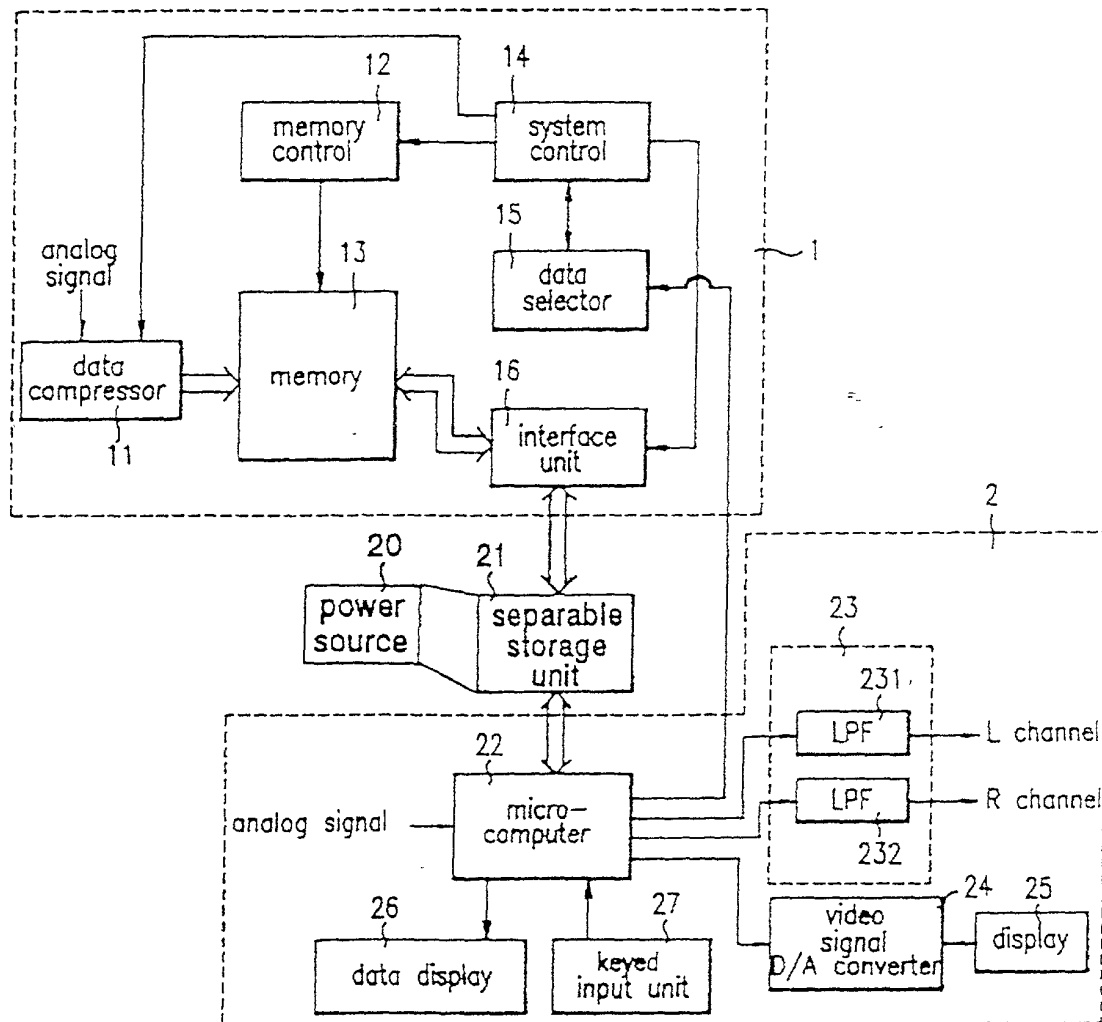 12
14
memory
control
system
control
15
13
1
analog
signal
data
selector
16
data
compressor
memory
11
interface
unit
2
20
21
power
source
separable
storage
unit
23
231
LPF
L channel
22
LPF
R channel
analog signal
micro-
computer
232
26
27
24
25
data display
keyed
input unit
video
signal
D/A converter
display